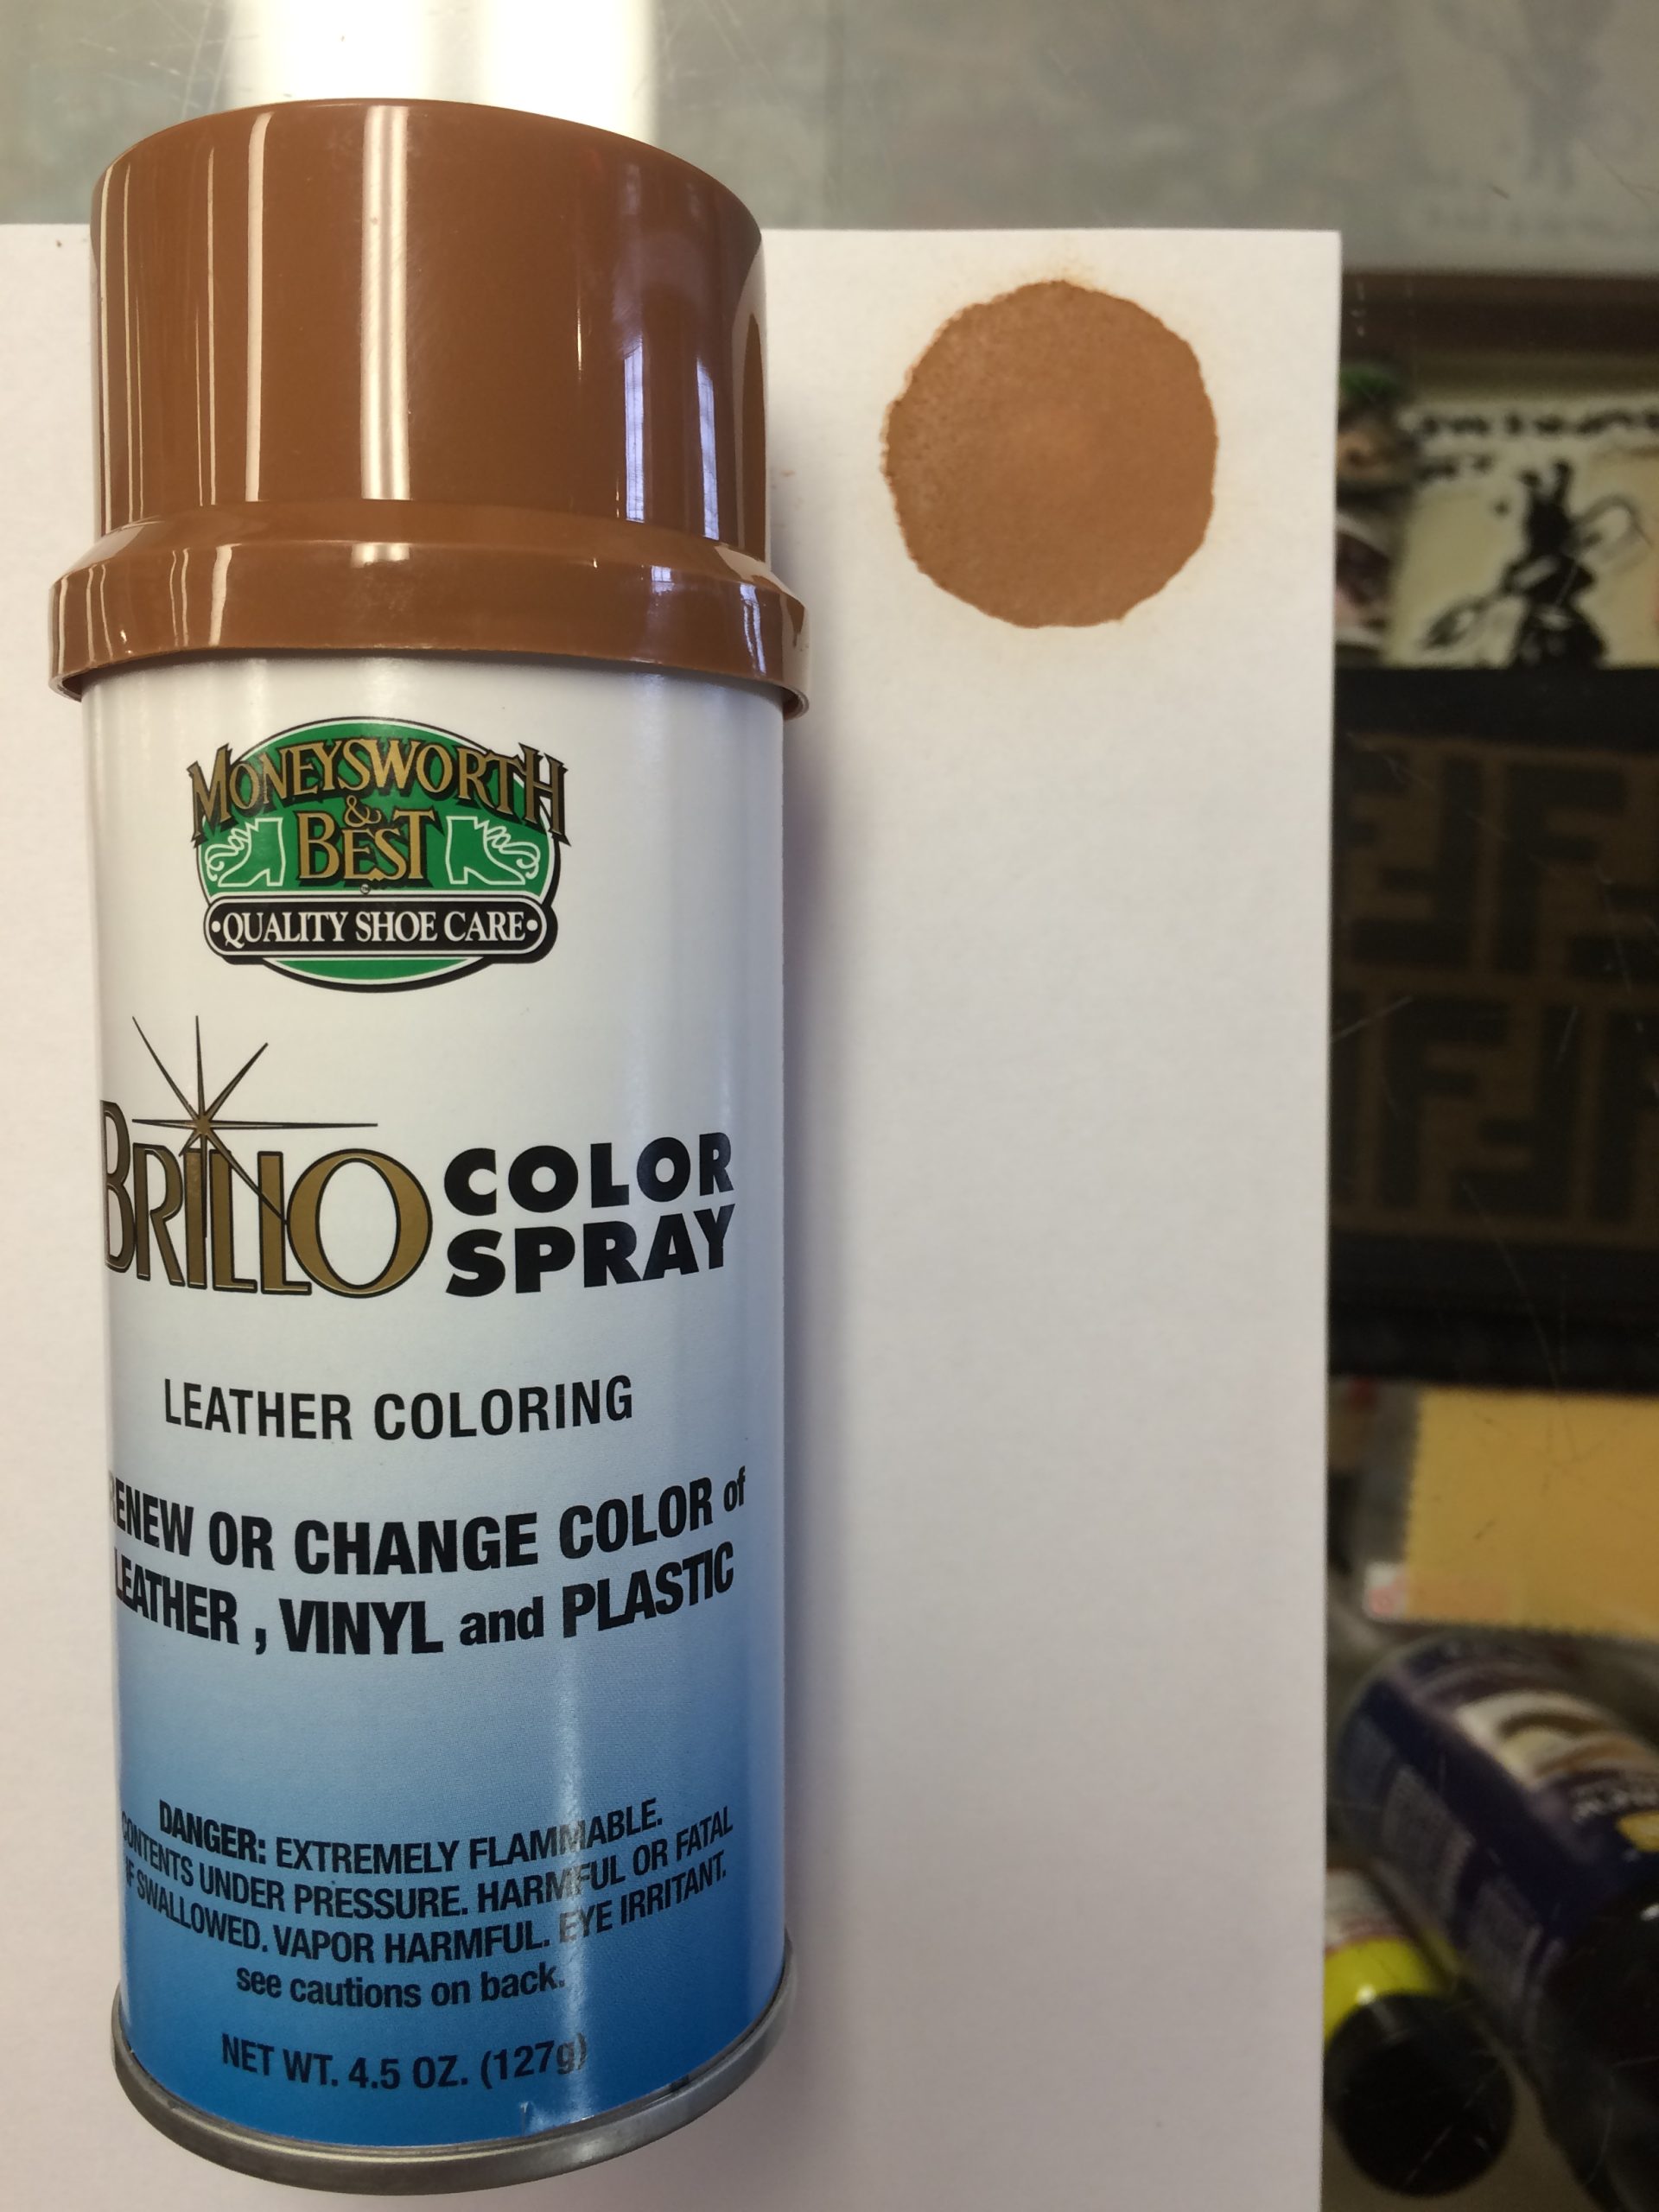 MONEYSWORTH
&
BEST
•QUALITY SHOE CARE•
BRILLO COLOR
SPRAY
LEATHER COLORING
RENEW OR CHANGE COLOR of
LEATHER, VINYL and PLASTIC
DANGER: EXTREMELY FLAMMABLE.
CONTENTS UNDER PRESSURE. HARMFUL OR FATAL
IF SWALLOWED. VAPOR HARMFUL. EYE IRRITANT.
see cautions on back.
NET WT. 4.5 OZ. (127g)